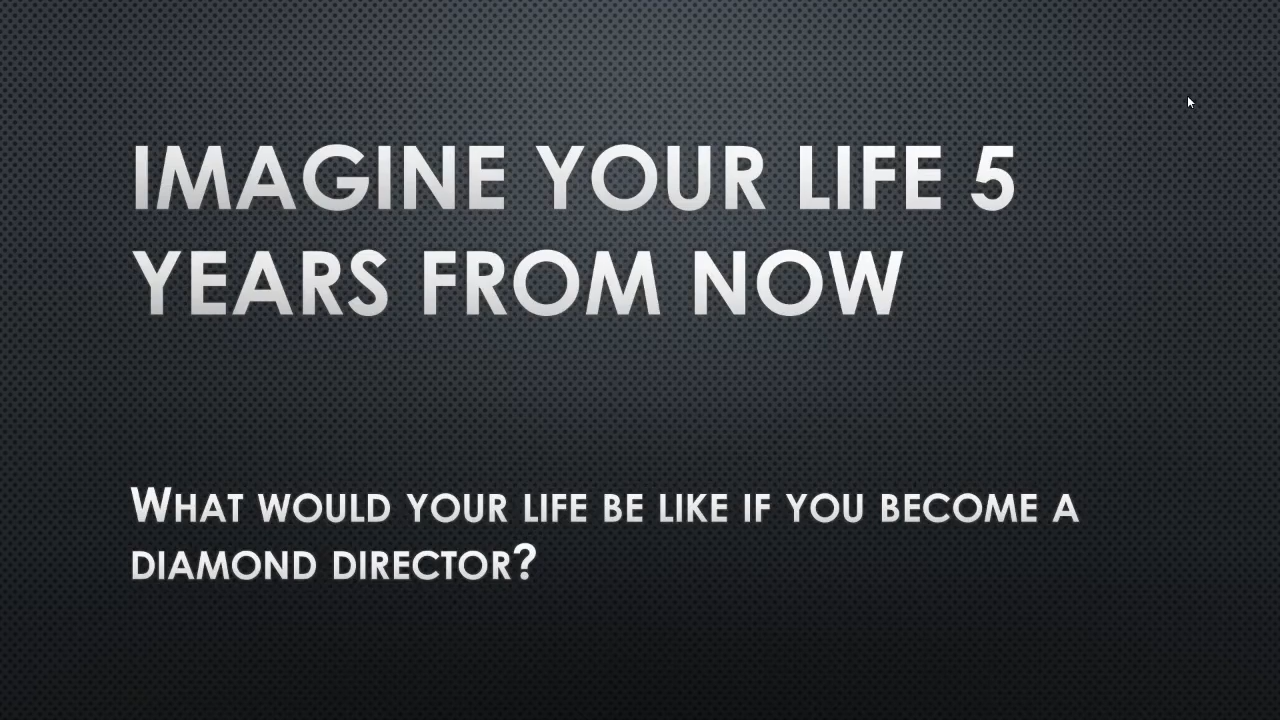 IMAGINE YOUR LIFE 5
YEARS FROM NOW
WHAT WOULD YOUR LIFE BE LIKE IF YOU BECOME A
DIAMOND DIRECTOR?